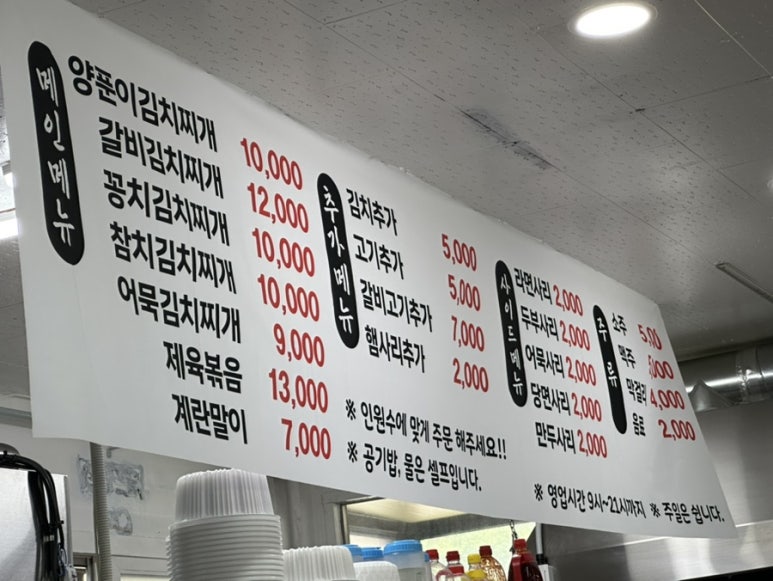 메인메뉴
양푼이김치찌개 10,000
갈비김치찌개 12,000
꽁치김치찌개 10,000
참치김치찌개 10,000
어묵김치찌개 9,000
제육볶음 13,000
계란말이 7,000
추가메뉴
김치추가 5,000
고기추가 5,000
갈비고기추가 7,000
햄사리추가 2,000
사이드메뉴
라면사리 2,000
두부사리 2,000
어묵사리 2,000
당면사리 2,000
만두사리 2,000
주류
소주
맥주
막걸리 4,000
음료 2,000
※ 인원수에 맞게 주문 해주세요!!
※ 공기밥, 물은 셀프입니다.
※ 영업시간 9시~21시까지 ※ 주일은 쉽니다.